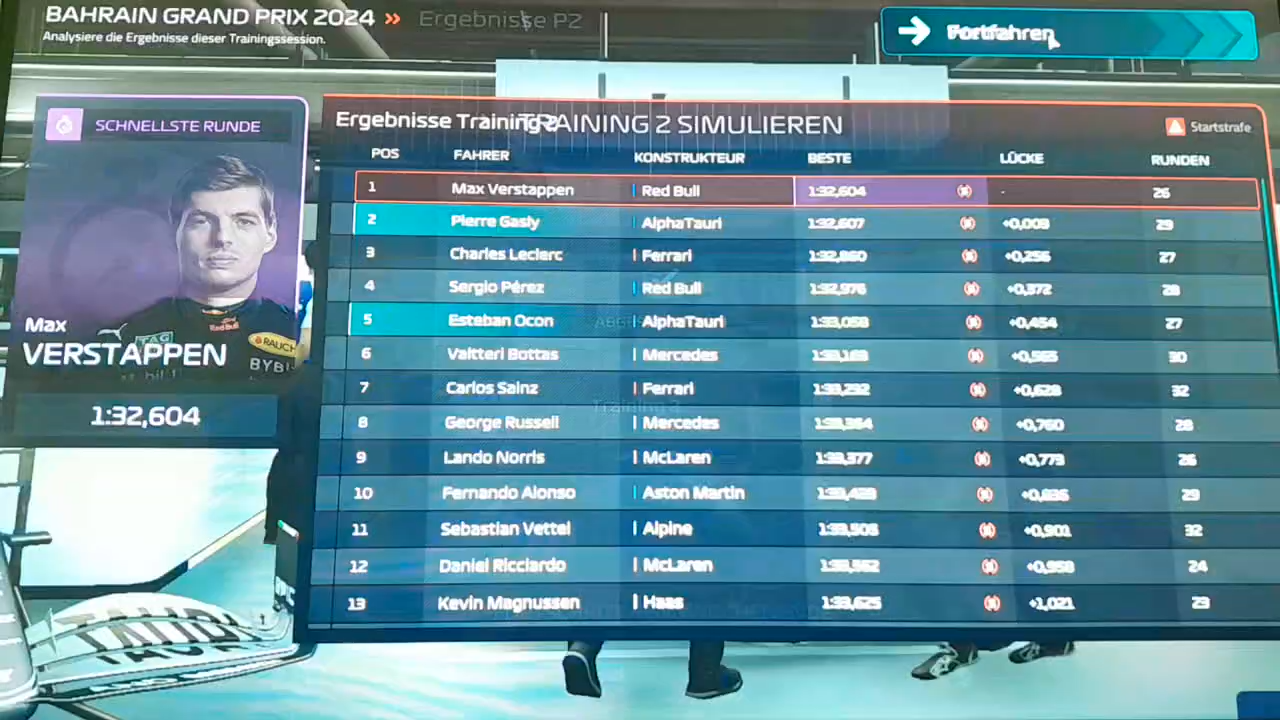 BAHRAIN GRAND PRIX 2024 » Ergebnisse P2
Analysiere die Ergebnisse dieser Trainingssession.
Fortfahren
SCHNELLSTE RUNDE
Max
VERSTAPPEN
1:32,604
Ergebnisse Training 2
TRAINING 2 SIMULIEREN
Startstrafe
POS FAHRER KONSTRUKTEUR BESTE LÜCKE RUNDEN
1 Max Verstappen Red Bull 1:32,604 - 26
2 Pierre Gasly AlphaTauri 1:32,607 29
3 Charles Leclerc Ferrari 1:32,860 +0,256 27
4 Sergio Pérez Red Bull 1:32,976 +0,372 28
5 Esteban Ocon AlphaTauri 1:33,058 +0,454 27
6 Valtteri Bottas Mercedes 1:33,169 +0,565 30
7 Carlos Sainz Ferrari 1:33,232 +0,628 32
8 George Russell Mercedes 1:33,364 +0,760 28
9 Lando Norris McLaren 1:33,377 +0,773 26
10 Fernando Alonso Aston Martin 29
11 Sebastian Vettel Alpine 1:33,505 +0,901 32
12 Daniel Ricciardo McLaren 1:33,562 +0,958 24
13 Kevin Magnussen Haas 1:33,625 +1,021 23
TAG
Red Bull
RAUCH
BYBI
Training 2
TAURI